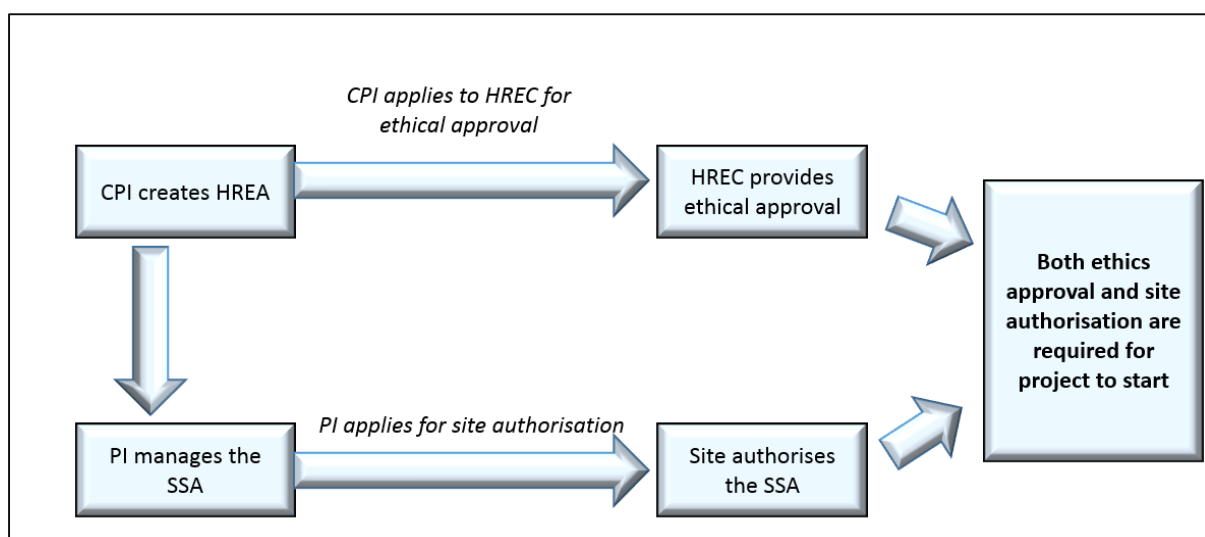 CPI applies to HREC for
ethical approval
CPI creates HREA
HREC provides
ethical approval
Both ethics
approval and site
authorisation are
required for
project to start
PI applies for site authorisation
PI manages the
SSA
Site authorises
the SSA